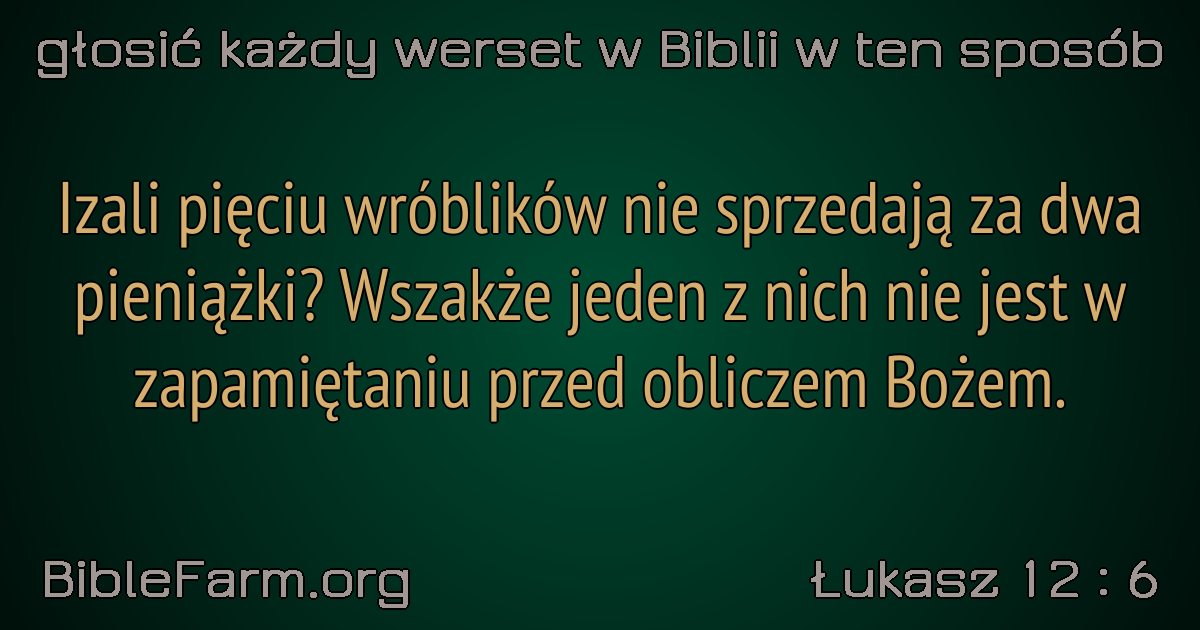 głosić każdy werset w Biblii w ten sposób
Izali pięciu wróblików nie sprzedają za dwa
pieniążki? Wszakże jeden z nich nie jest w
zapamiętaniu przed obliczem Bożem.
BibleFarm.org
Łukasz 12 : 6